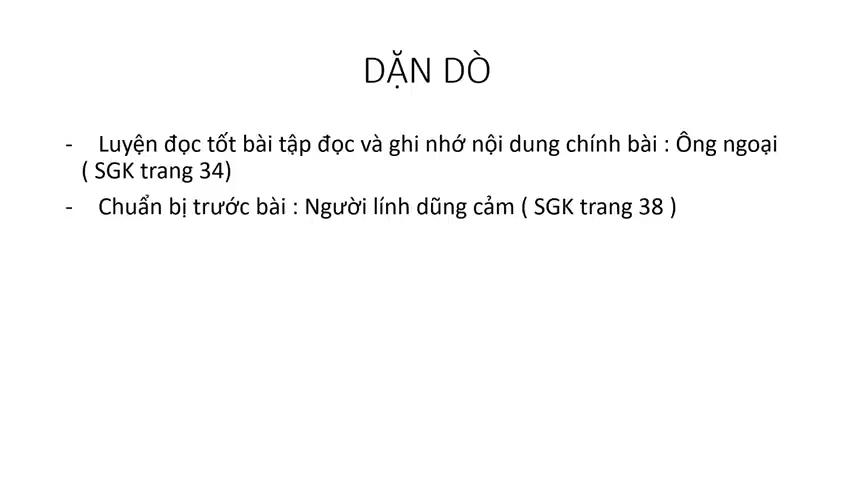 DẶN DÒ
- Luyện đọc tốt bài tập đọc và ghi nhớ nội dung chính bài : Ông ngoại
( SGK trang 34)
- Chuẩn bị trước bài : Người lính dũng cảm ( SGK trang 38 )